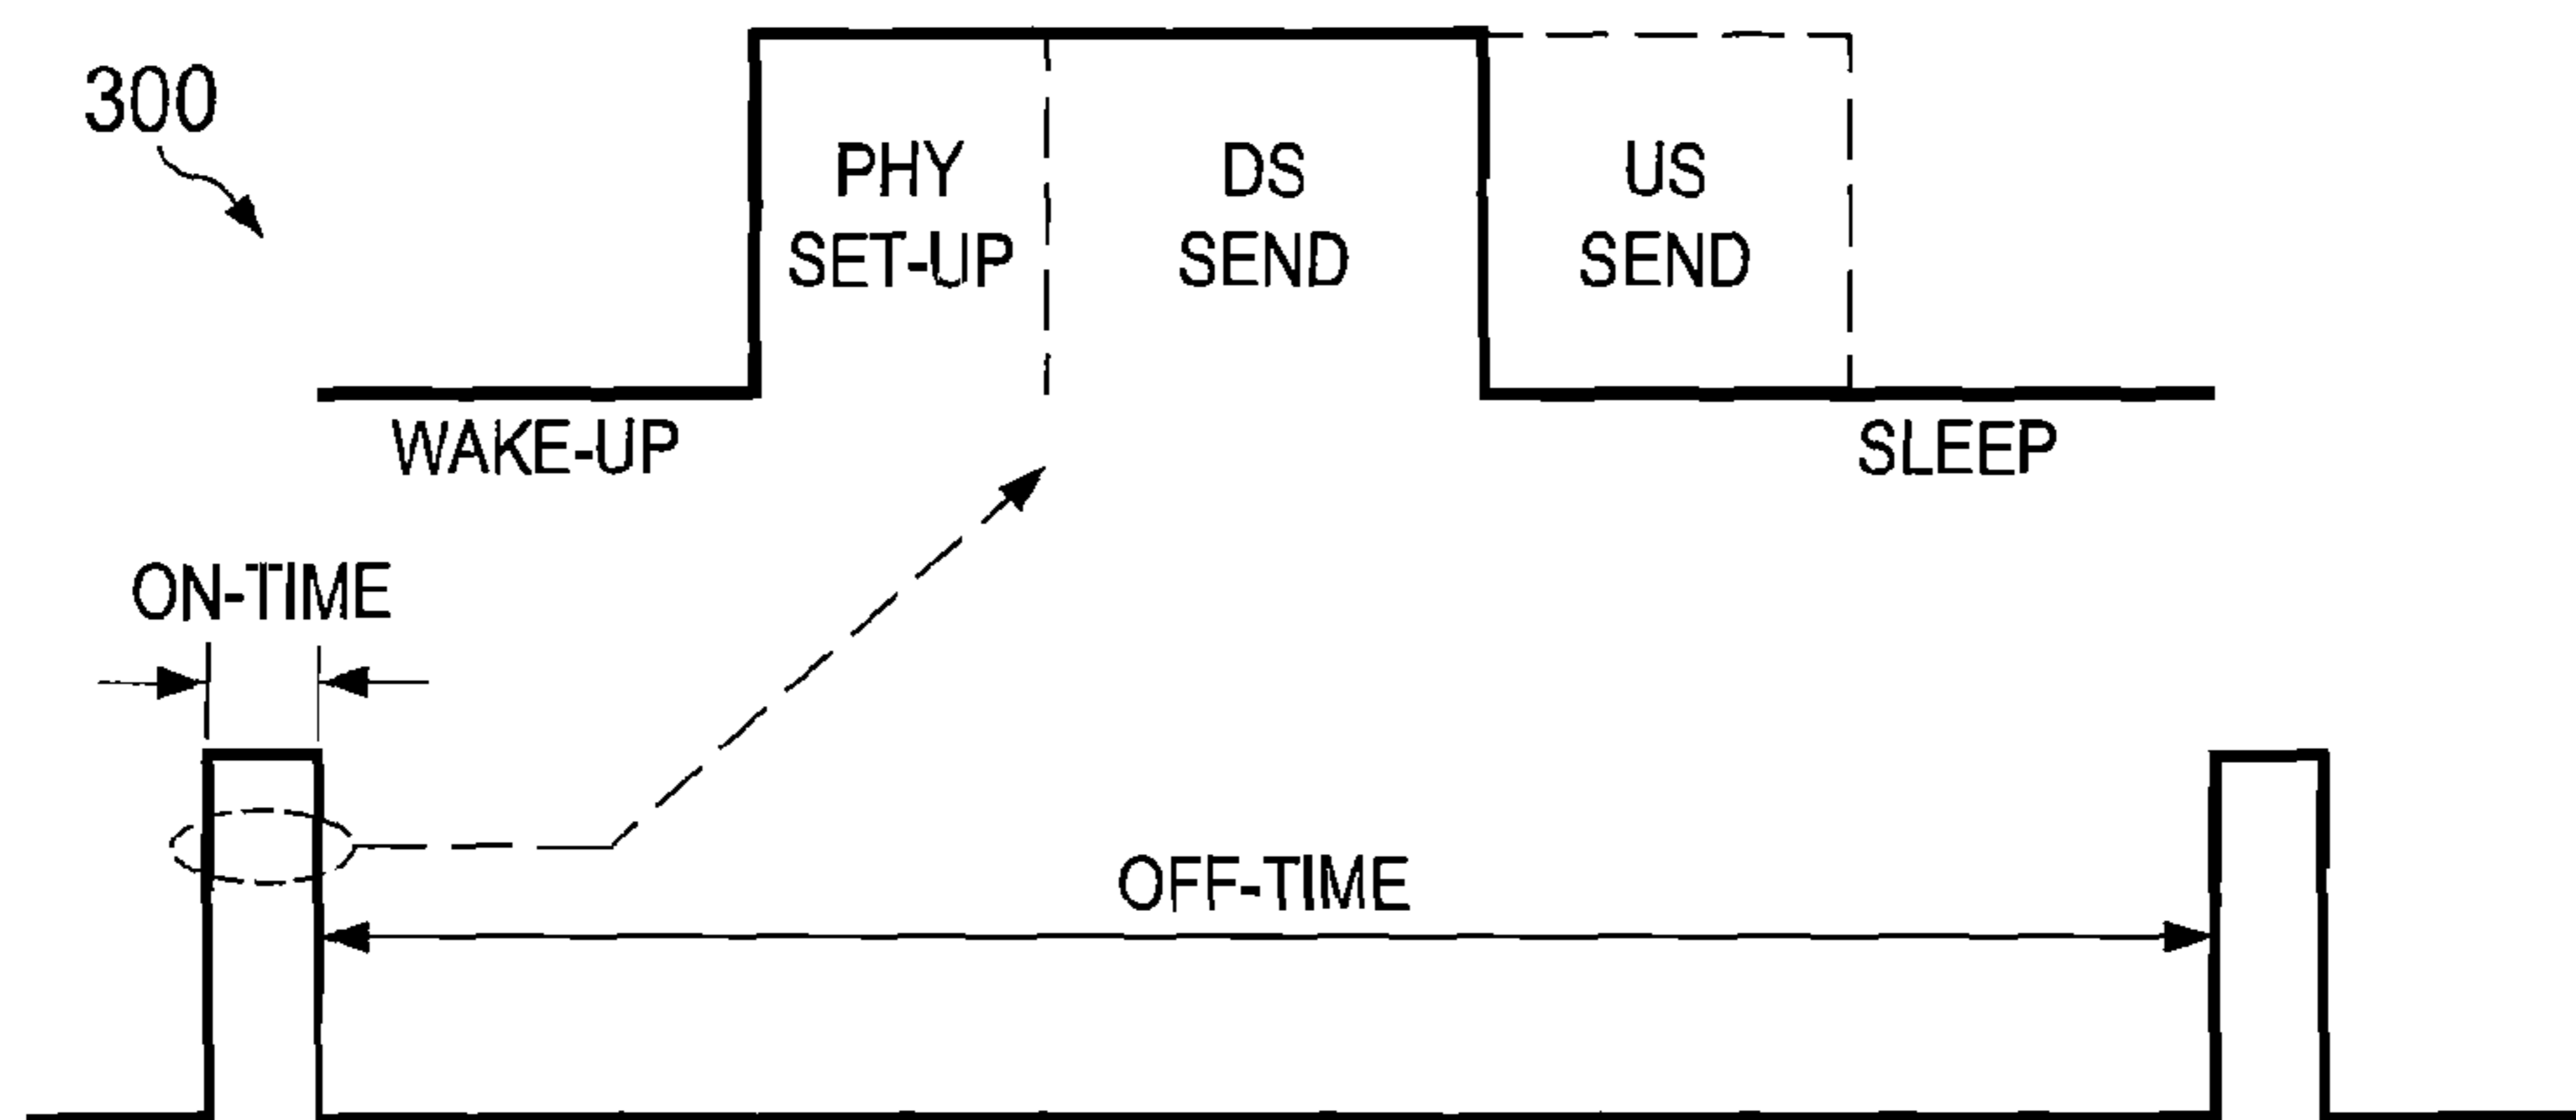 300
PHY
SET-UP
DS
SEND
US
SEND
WAKE-UP
SLEEP
ON-TIME
OFF-TIME